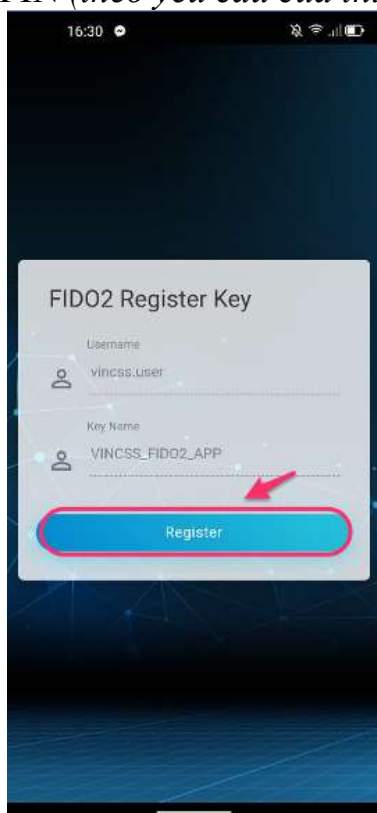 16:30
FIDO2 Register Key
Username
vincss.user
Key Name
VINCSS_FIDO2_APP
Register